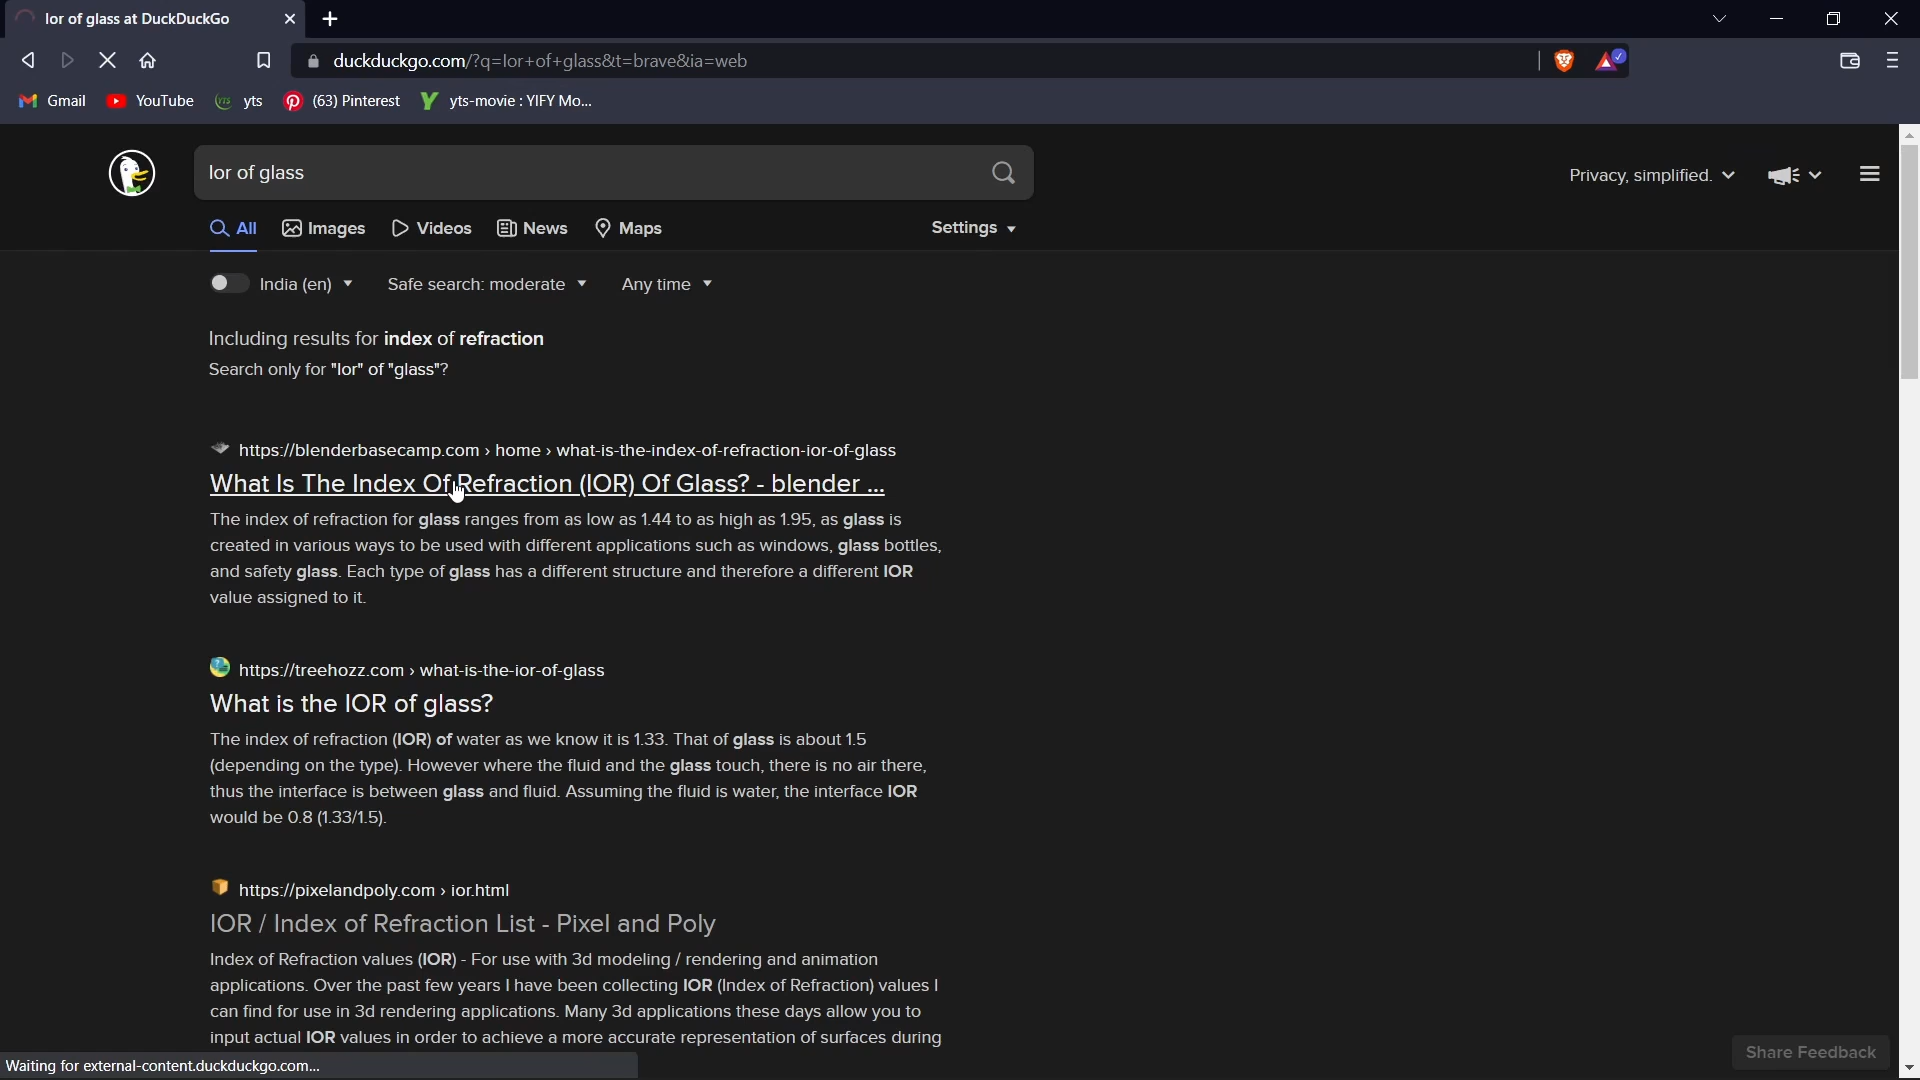 Ior of glass at DuckDuckGo
duckduckgo.com/?q=Ior+of+glass&t=brave&ia=web
Gmail YouTube yts (63) Pinterest yts-movie : YIFY Mo...
Ior of glass
Privacy, simplified.
All Images Videos News Maps Settings
India (en) Safe search: moderate Any time
Including results for index of refraction
Search only for "Ior" of "glass"?
https://blenderbasecamp.com › home › what-is-the-index-of-refraction-ior-of-glass
What Is The Index Of Refraction (IOR) Of Glass? - blender ...
The index of refraction for glass ranges from as low as 1.44 to as high as 1.95, as glass is
created in various ways to be used with different applications such as windows, glass bottles,
and safety glass. Each type of glass has a different structure and therefore a different IOR
value assigned to it.
https://treehozz.com › what-is-the-ior-of-glass
What is the IOR of glass?
The index of refraction (IOR) of water as we know it is 1.33. That of glass is about 1.5
(depending on the type). However where the fluid and the glass touch, there is no air there,
thus the interface is between glass and fluid. Assuming the fluid is water, the interface IOR
would be 0.8 (1.33/1.5).
https://pixelandpoly.com › ior.html
IOR / Index of Refraction List - Pixel and Poly
Index of Refraction values (IOR) - For use with 3d modeling / rendering and animation
applications. Over the past few years I have been collecting IOR (Index of Refraction) values I
can find for use in 3d rendering applications. Many 3d applications these days allow you to
input actual IOR values in order to achieve a more accurate representation of surfaces during
Share Feedback
Waiting for external-content.duckduckgo.com...